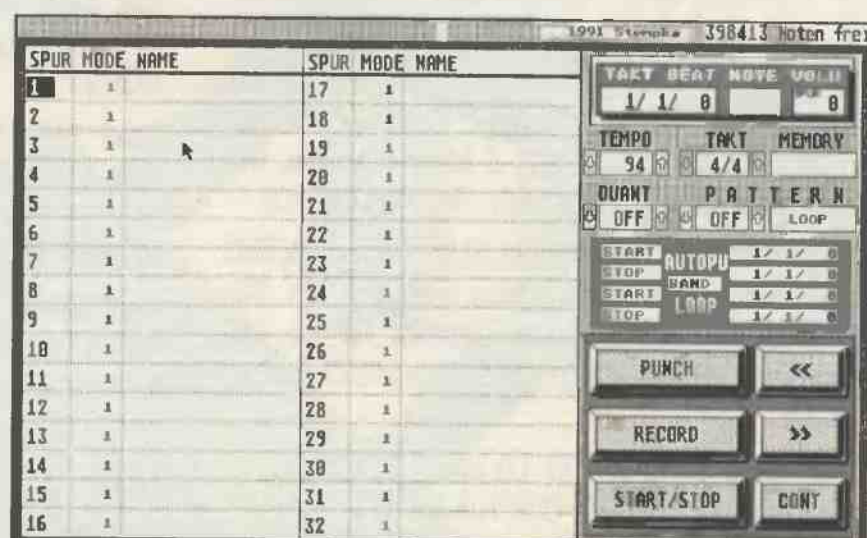 1991 398413 Noten frei
SPUR MODE NAME SPUR MODE NAME
1 1 17 1
2 1 18 1
3 1 19 1
4 1 20 1
5 1 21 1
6 1 22 1
7 1 23 1
8 1 24 1
9 1 25 1
10 1 26 1
11 1 27 1
12 1 28 1
13 1 29 1
14 1 30 1
15 1 31 1
16 1 32 1
TAKT BEAT NOTE VOLU
1/ 1/ 0 0
TEMPO TAKT MEMORY
94 4/4
QUANT PATTERN
OFF OFF LOOP
START AUTOPU 1/ 1/ 0
STOP 1/ 1/ 0
BAND
START LOOP 1/ 1/ 0
STOP 1/ 1/ 0
PUNCH <<
RECORD >>
START/STOP CONT